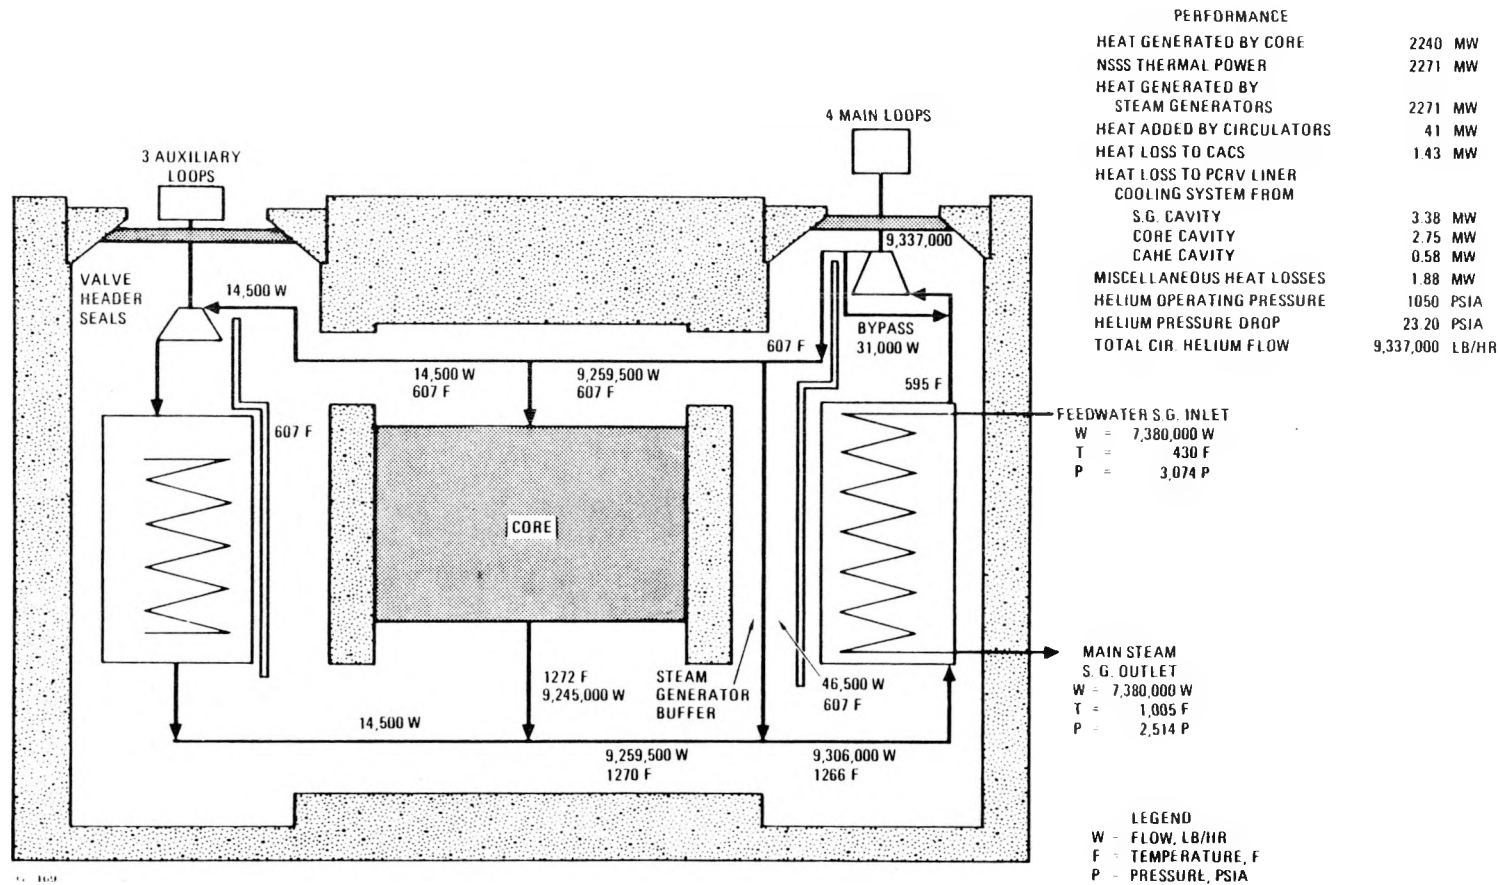 PERFORMANCE
HEAT GENERATED BY CORE 2240 MW
NSSS THERMAL POWER 2271 MW
HEAT GENERATED BY
STEAM GENERATORS 2271 MW
HEAT ADDED BY CIRCULATORS 41 MW
HEAT LOSS TO CACS 1.43 MW
HEAT LOSS TO PCRV LINER
COOLING SYSTEM FROM
S.G. CAVITY 3.38 MW
CORE CAVITY 2.75 MW
CAHE CAVITY 0.58 MW
MISCELLANEOUS HEAT LOSSES 1.88 MW
HELIUM OPERATING PRESSURE 1050 PSIA
HELIUM PRESSURE DROP 23.20 PSIA
TOTAL CIR. HELIUM FLOW 9,337,000 LB/HR
4 MAIN LOOPS
3 AUXILIARY
LOOPS
9,337,000
VALVE
HEADER
SEALS
14,500 W
BYPASS
31,000 W
607 F
14,500 W
607 F
9,259,500 W
607 F
595 F
607 F
FEEDWATER S.G. INLET
W = 7,380,000 W
T = 430 F
P = 3,074 P
CORE
1272 F
9,245,000 W
STEAM
GENERATOR
BUFFER
46,500 W
607 F
MAIN STEAM
S.G. OUTLET
W = 7,380,000 W
T = 1,005 F
P = 2,514 P
14,500 W
9,259,500 W
1270 F
9,306,000 W
1266 F
LEGEND
W - FLOW, LB/HR
F - TEMPERATURE, F
P - PRESSURE, PSIA